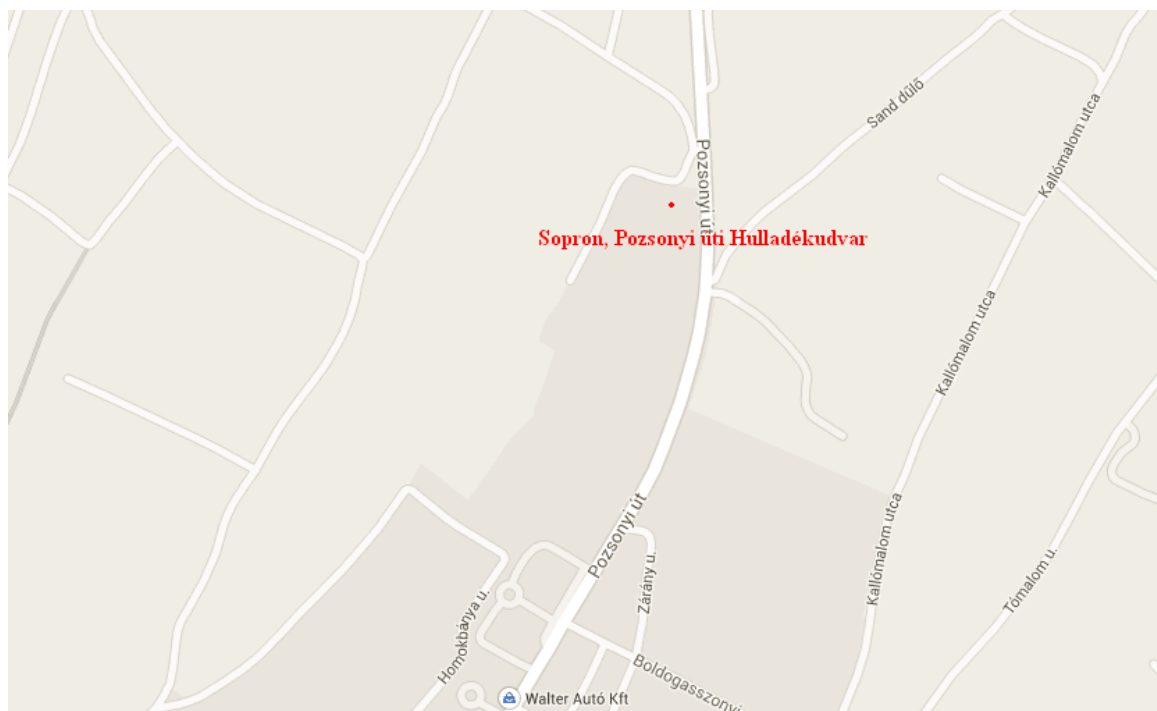 Sand dűlő
Kallómalom utca
Pozsonyi út
Sopron, Pozsonyi úti Hulladékudvar
Kallómalom utca
Pozsonyi út
Kallómalom utca
Zárány u.
Tómalom u.
Homokbánya u.
Boldogasszonyi
Walter Autó Kft